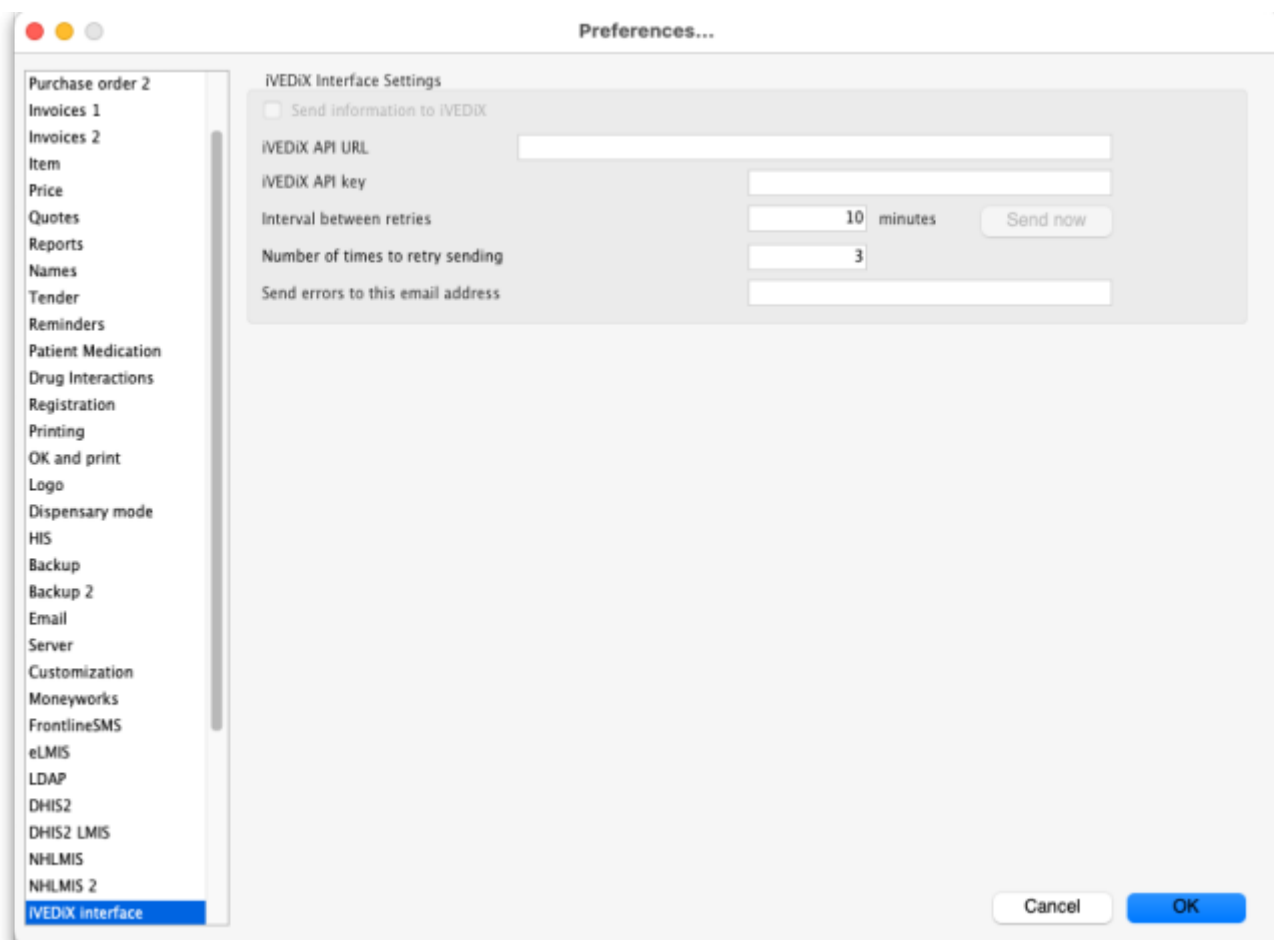 Preferences...
Purchase order 2
Invoices 1
Invoices 2
Item
Price
Quotes
Reports
Names
Tender
Reminders
Patient Medication
Drug Interactions
Registration
Printing
OK and print
Logo
Dispensary mode
HIS
Backup
Backup 2
Email
Server
Customization
Moneyworks
FrontlineSMS
eLMIS
LDAP
DHIS2
DHIS2 LMIS
NHLMIS
NHLMIS 2
iVEDiX interface
iVEDiX Interface Settings
Send information to iVEDiX
iVEDiX API URL
iVEDiX API key
Interval between retries 10 minutes Send now
Number of times to retry sending 3
Send errors to this email address
Cancel OK